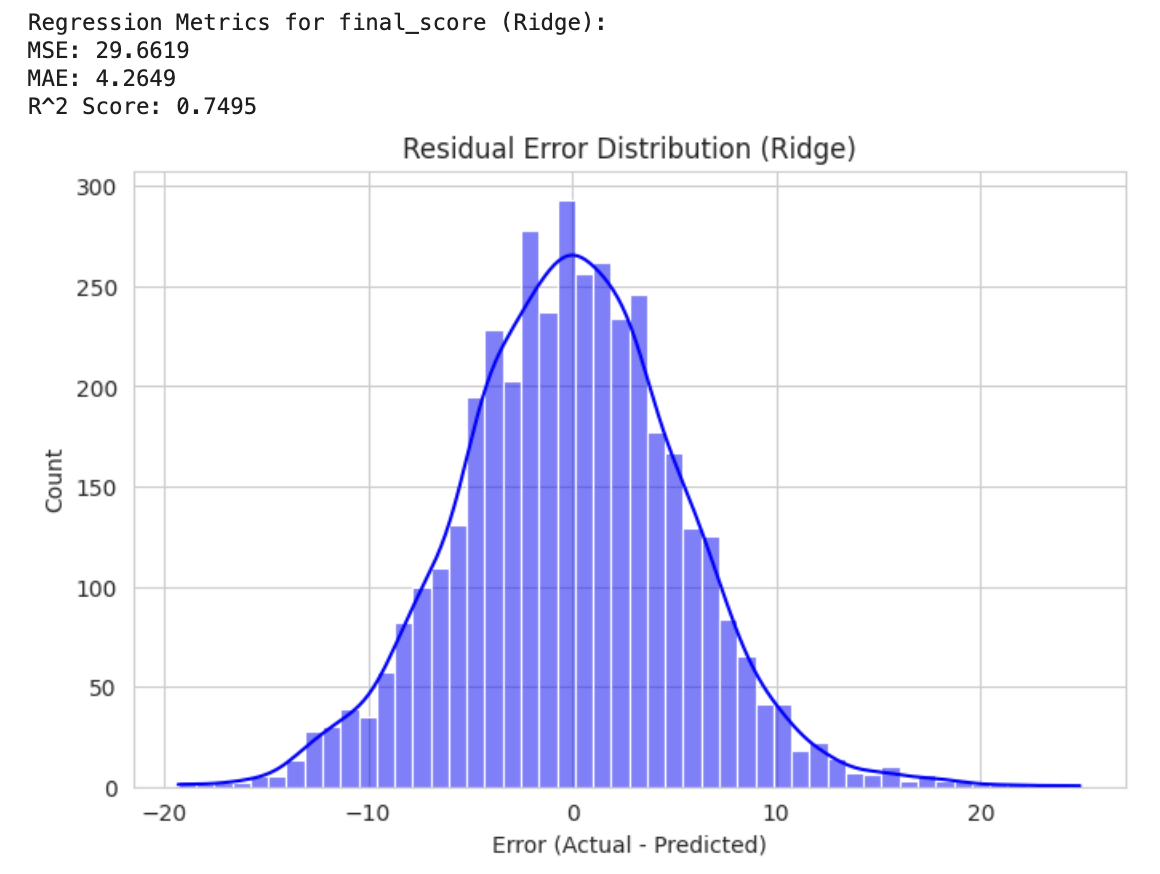 Regression Metrics for final_score (Ridge):
MSE: 29.6619
MAE: 4.2649
R^2 Score: 0.7495
Residual Error Distribution (Ridge)
300
250
200
150
100
50
0
Count
−20
−10
0
10
20
Error (Actual - Predicted)